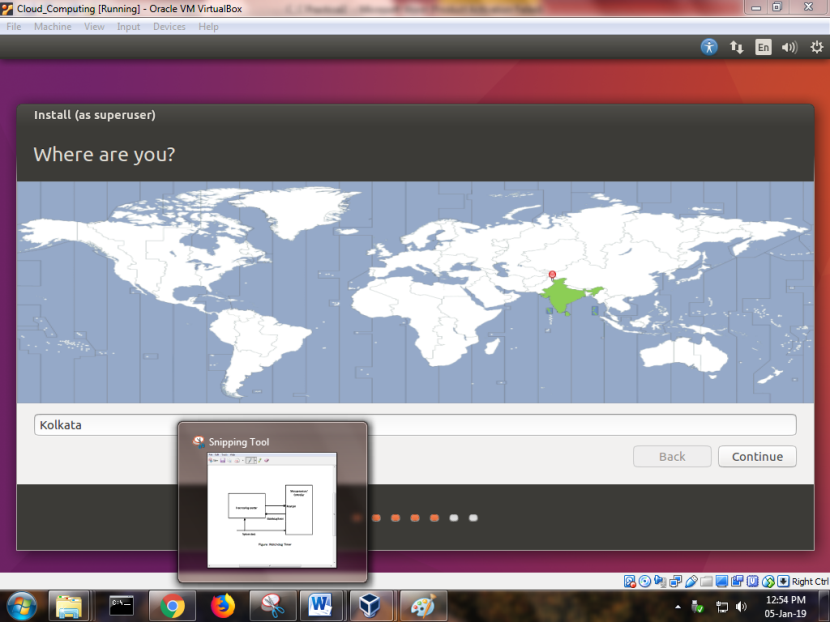 Cloud_Computing [Running] - Oracle VM VirtualBox
File Machine View Input Devices Help
En
Install (as superuser)
Where are you?
Kolkata
Snipping Tool
Back
Continue
Right Ctrl
C:\_
W
12:54 PM
05-Jan-19